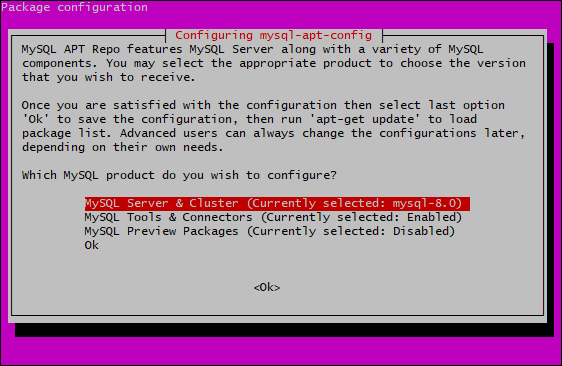 Package configuration
Configuring mysql-apt-config
MySQL APT Repo features MySQL Server along with a variety of MySQL
components. You may select the appropriate product to choose the version
that you wish to receive.
Once you are satisfied with the configuration then select last option
'Ok' to save the configuration, then run 'apt-get update' to load
package list. Advanced users can always change the configurations later,
depending on their own needs.
Which MySQL product do you wish to configure?
MySQL Server & Cluster (Currently selected: mysql-8.0)
MySQL Tools & Connectors (Currently selected: Enabled)
MySQL Preview Packages (Currently selected: Disabled)
Ok
<Ok>